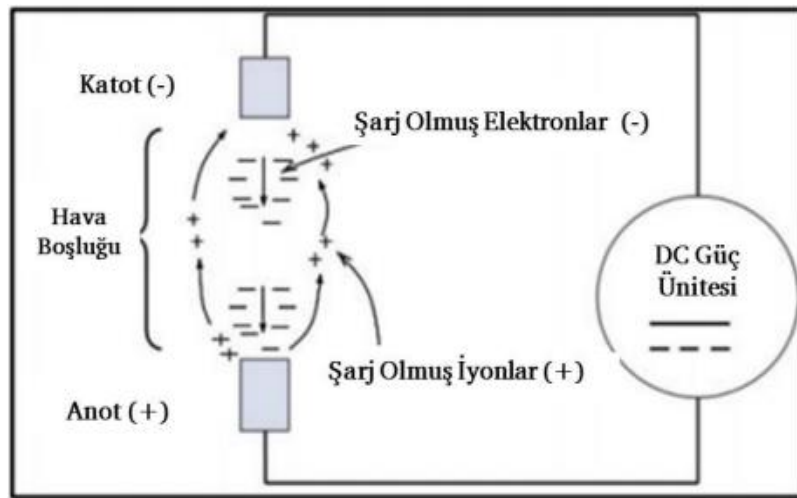 Katot (-)
Şarj Olmuş Elektronlar (-)
Hava
Boşluğu
DC Güç
Ünitesi
Şarj Olmuş İyonlar (+)
Anot (+)